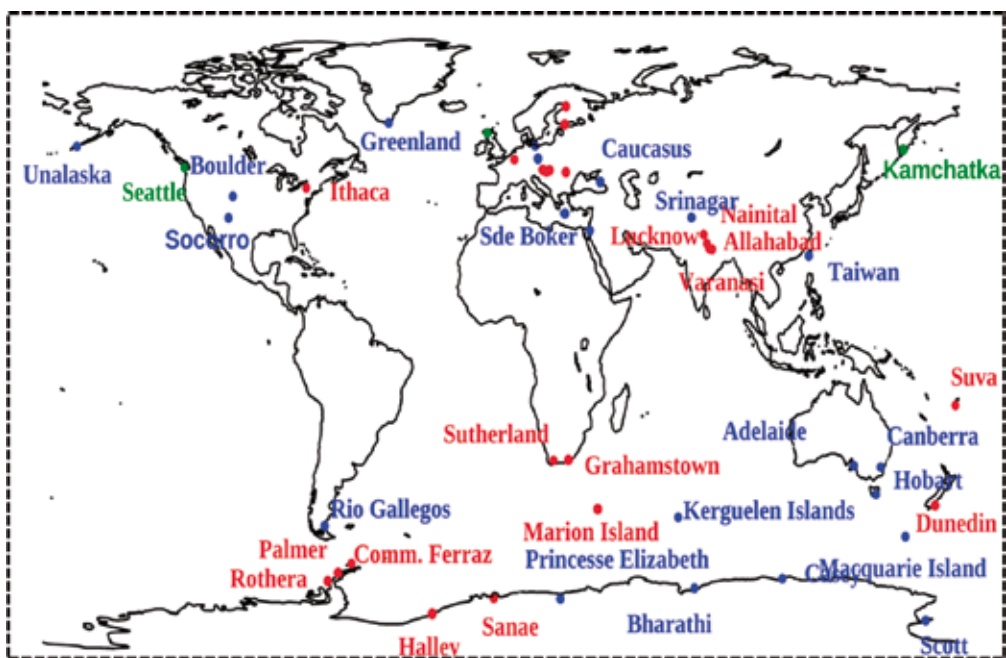 Greenland
Unalaska
Boulder
Caucasus
Kamchatka
Seattle
Ithaca
Srinagar
Nainital
Socorro
Sde Boker
Lucknow
Allahabad
Varanasi
Taiwan
Suva
Adelaide
Canberra
Sutherland
Grahamstown
Hobart
Rio Gallegos
Kerguelen Islands
Dunedin
Marion Island
Palmer
Comm. Ferraz
Princesse Elizabeth
Macquarie Island
Rothera
Casey
Sanae
Bharathi
Halley
Scott